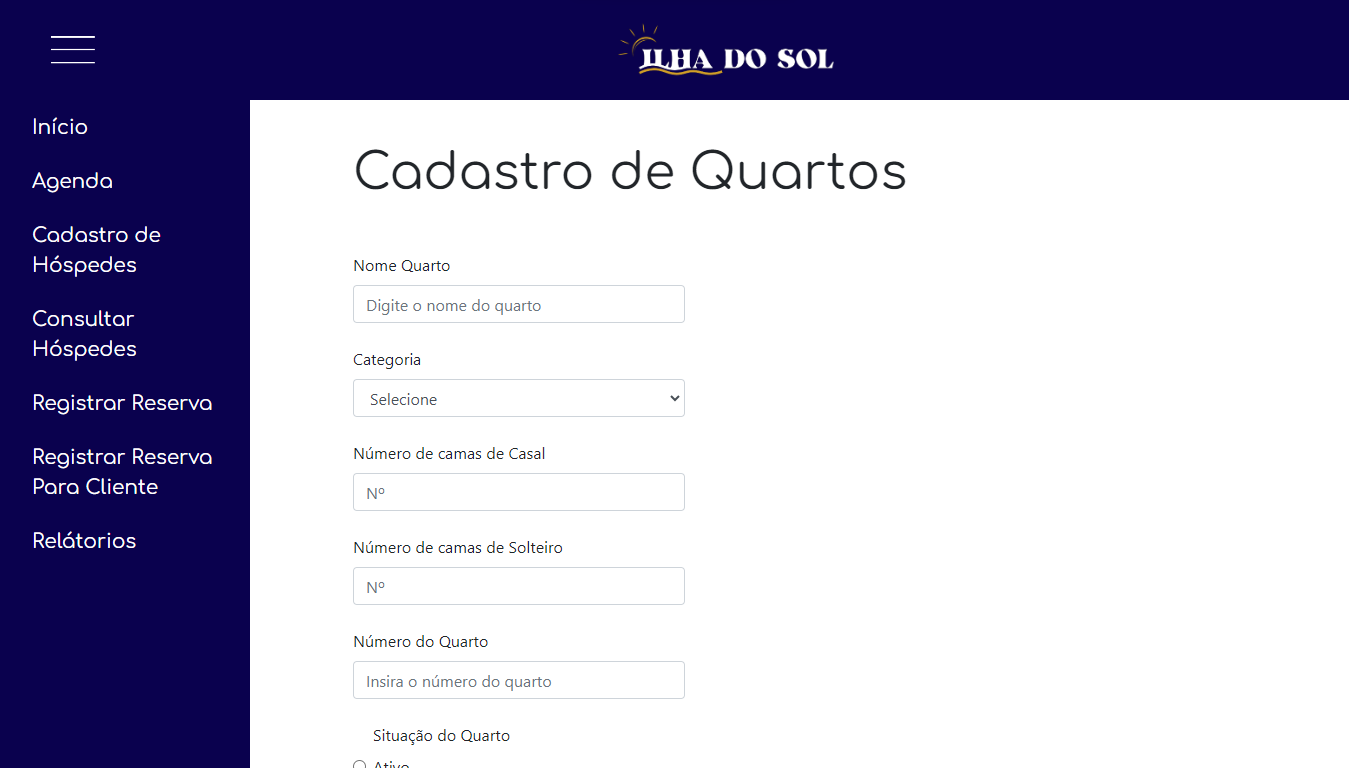 ILHA DO SOL
Início
Agenda
Cadastro de
Hóspedes
Consultar
Hóspedes
Registrar Reserva
Registrar Reserva
Para Cliente
Relátorios
Cadastro de Quartos
Nome Quarto
Digite o nome do quarto
Categoria
Selecione
Número de camas de Casal
Nº
Número de camas de Solteiro
Nº
Número do Quarto
Insira o número do quarto
Situação do Quarto
Ativo